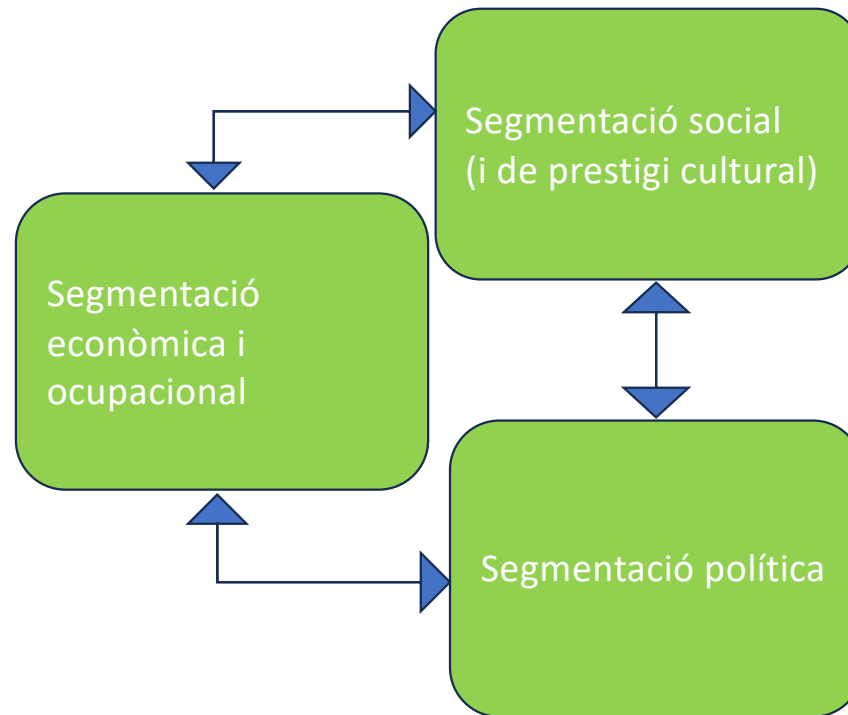 Segmentació social
(i de prestigi cultural)
Segmentació
econòmica i
ocupacional
Segmentació política